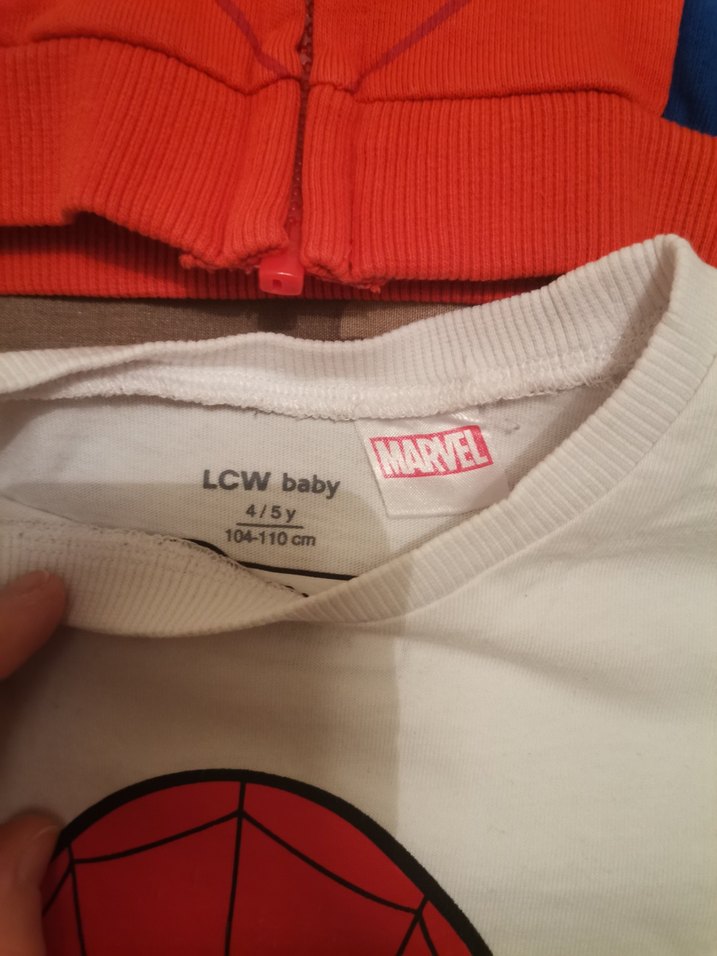 MARVEL
LCW baby
4 / 5 y
104-110 cm